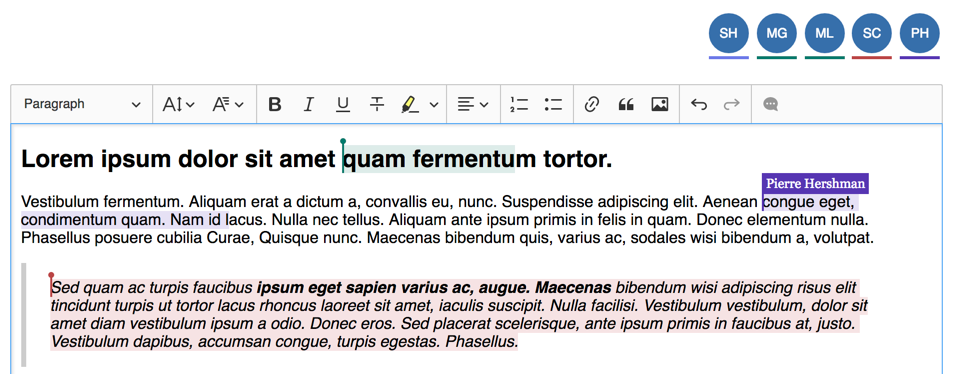 SH MG ML SC PH
Paragraph
Lorem ipsum dolor sit amet quam fermentum tortor.
Pierre Hershman
Vestibulum fermentum. Aliquam erat a dictum a, convallis eu, nunc. Suspendisse adipiscing elit. Aenean congue eget,
condimentum quam. Nam id lacus. Nulla nec tellus. Aliquam ante ipsum primis in felis in quam. Donec elementum nulla.
Phasellus posuere cubilia Curae, Quisque nunc. Maecenas bibendum quis, varius ac, sodales wisi bibendum a, volutpat.
Sed quam ac turpis faucibus ipsum eget sapien varius ac, augue. Maecenas bibendum wisi adipiscing risus elit
tincidunt turpis ut tortor lacus rhoncus laoreet sit amet, iaculis suscipit. Nulla facilisi. Vestibulum vestibulum, dolor sit
amet diam vestibulum ipsum a odio. Donec eros. Sed placerat scelerisque, ante ipsum primis in faucibus at, justo.
Vestibulum dapibus, accumsan congue, turpis egestas. Phasellus.